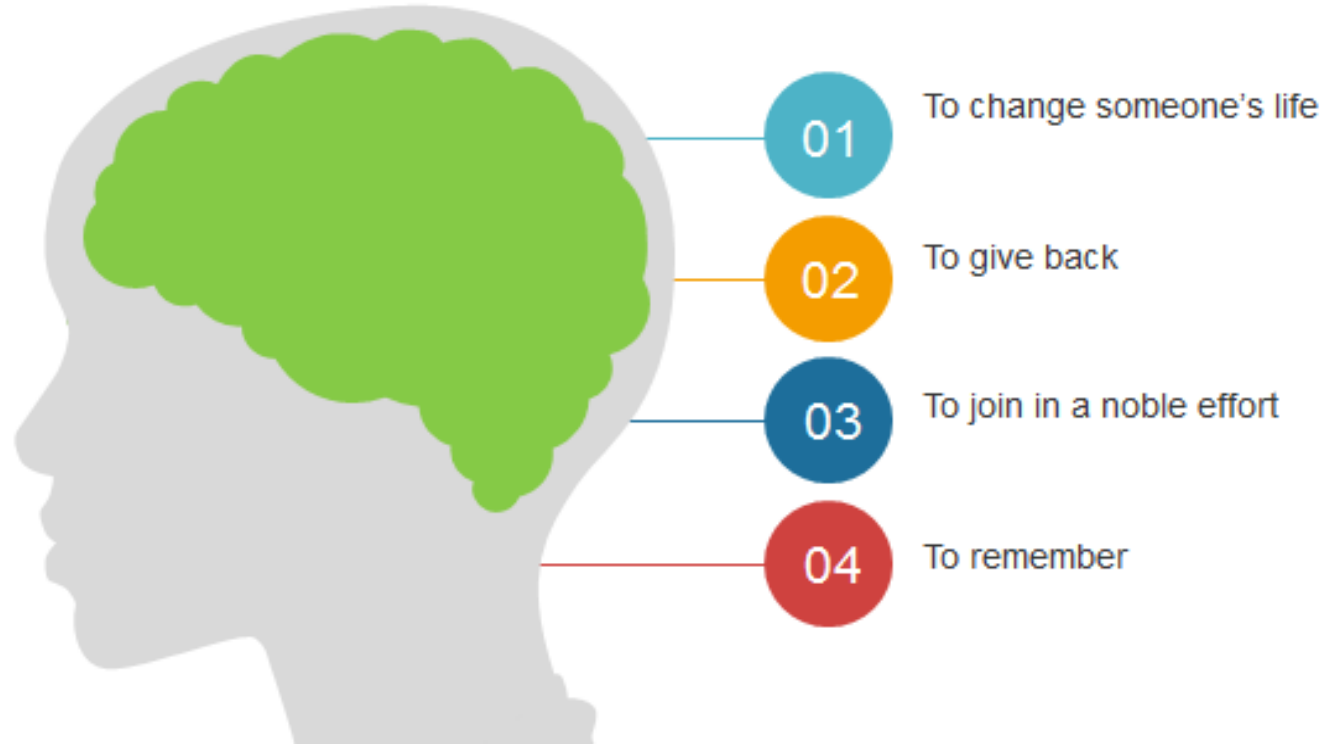 01 To change someone’s life
02 To give back
03 To join in a noble effort
04 To remember